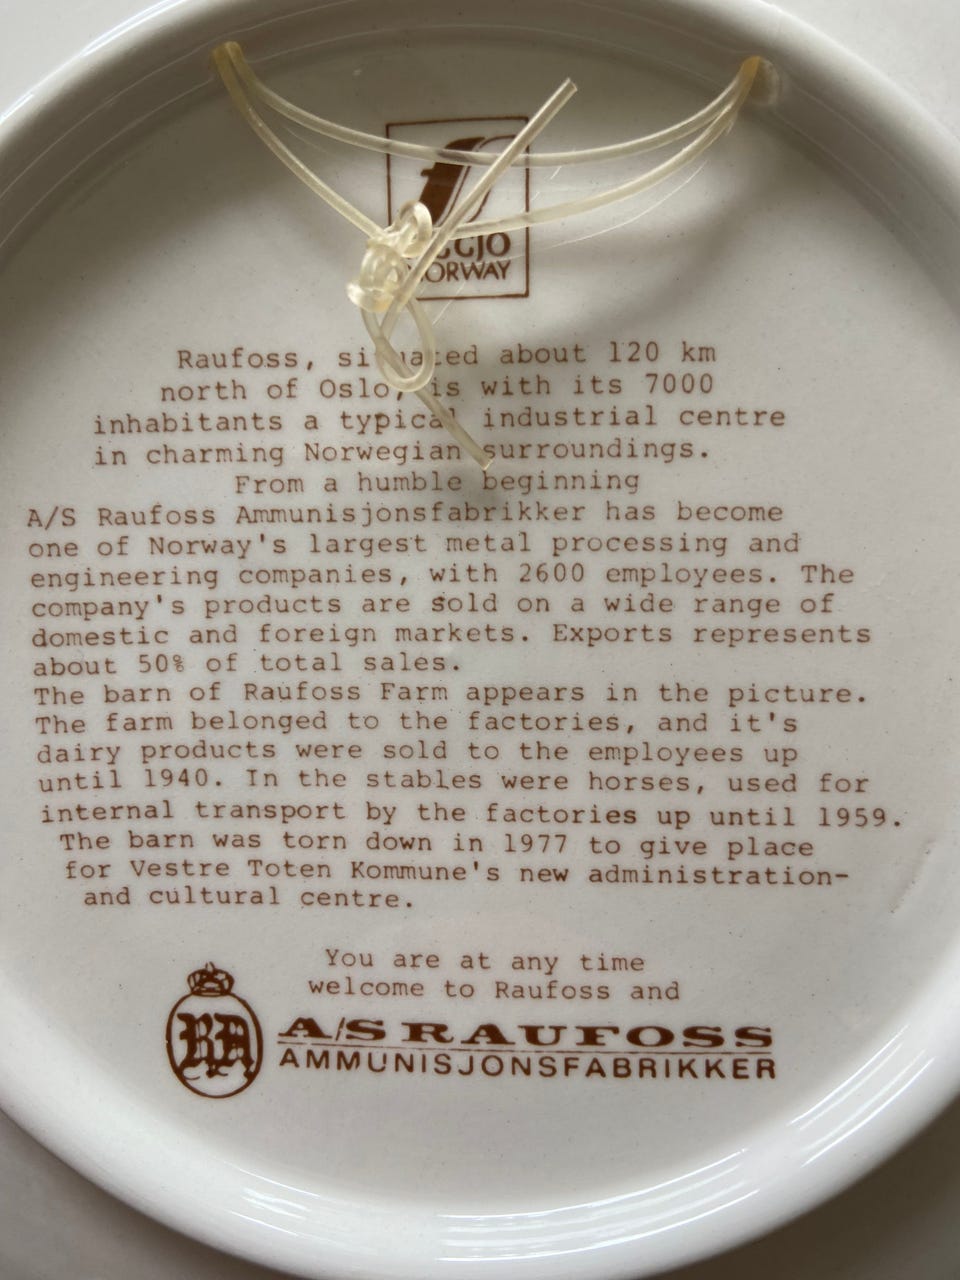 GJO
NORWAY
Raufoss, situated about 120 km
north of Oslo, is with its 7000
inhabitants a typical industrial centre
in charming Norwegian surroundings.
From a humble beginning
A/S Raufoss Ammunisjonsfabrikker has become
one of Norway's largest metal processing and
engineering companies, with 2600 employees. The
company's products are sold on a wide range of
domestic and foreign markets. Exports represents
about 50% of total sales.
The barn of Raufoss Farm appears in the picture.
The farm belonged to the factories, and it's
dairy products were sold to the employees up
until 1940. In the stables were horses, used for
internal transport by the factories up until 1959.
The barn was torn down in 1977 to give place
for Vestre Toten Kommune's new administration-
and cultural centre.
You are at any time
welcome to Raufoss and
RA
A/S RAUFOSS
AMMUNISJONSFABRIKKER